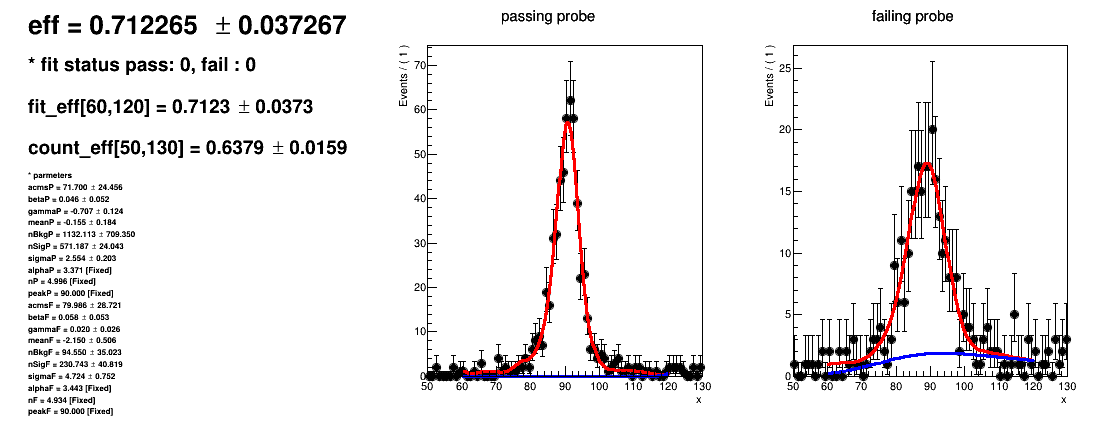 eff = 0.712265 ± 0.037267
* fit status pass: 0, fail : 0
fit_eff[60,120] = 0.7123 ± 0.0373
count_eff[50,130] = 0.6379 ± 0.0159
* parmeters
acmsP = 71.700 ± 24.456
betaP = 0.046 ± 0.052
gammaP = -0.707 ± 0.124
meanP = -0.155 ± 0.184
nBkgP = 1132.113 ± 709.350
nSigP = 571.187 ± 24.043
sigmaP = 2.554 ± 0.203
alphaP = 3.371 [Fixed]
nP = 4.996 [Fixed]
peakP = 90.000 [Fixed]
acmsF = 79.986 ± 28.721
betaF = 0.058 ± 0.053
gammaF = 0.020 ± 0.026
meanF = -2.150 ± 0.506
nBkgF = 94.550 ± 35.023
nSigF = 230.743 ± 40.819
sigmaF = 4.724 ± 0.752
alphaF = 3.443 [Fixed]
nF = 4.934 [Fixed]
peakF = 90.000 [Fixed]
passing probe
Events / ( 1 )
70
60
50
40
30
20
10
0
50 60 70 80 90 100 110 120 130
x
failing probe
Events / ( 1 )
25
20
15
10
5
0
50 60 70 80 90 100 110 120 130
x